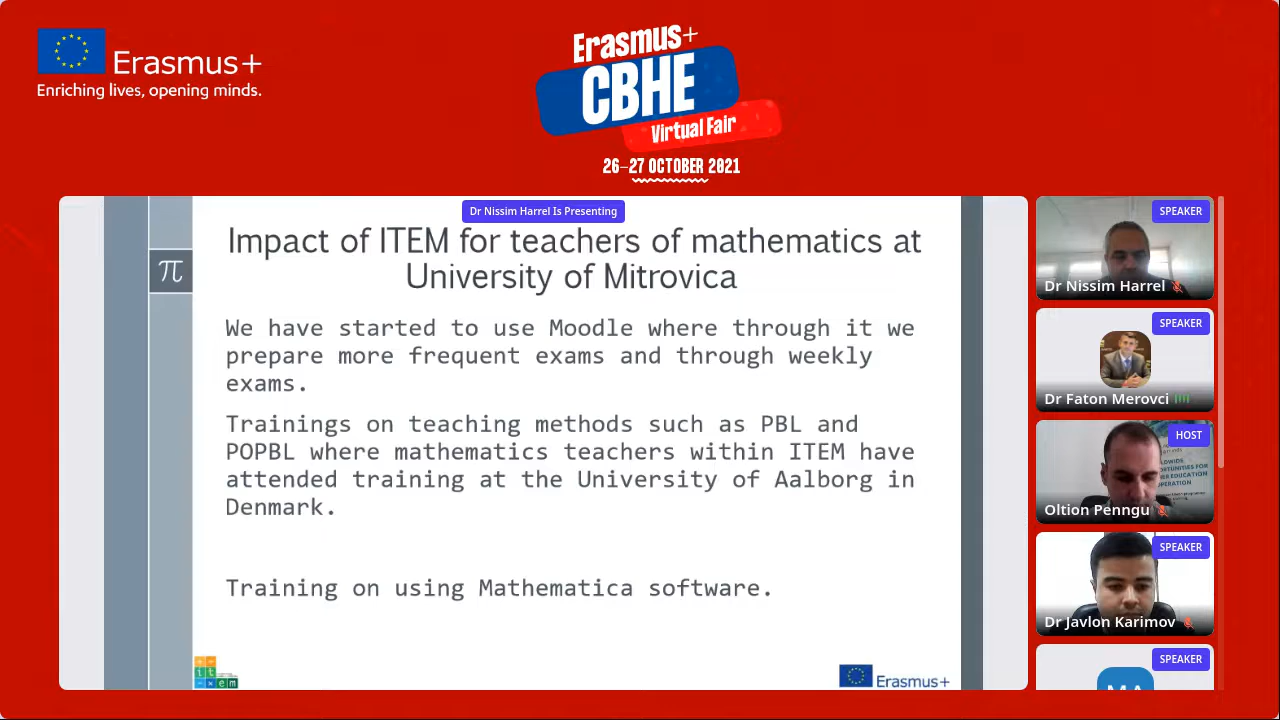 Erasmus+
Enriching lives, opening minds.
Erasmus+
CBHE
Virtual Fair
26–27 OCTOBER 2021
Dr Nissim Harrel Is Presenting
π
Impact of ITEM for teachers of mathematics at
University of Mitrovica
We have started to use Moodle where through it we
prepare more frequent exams and through weekly
exams.
Trainings on teaching methods such as PBL and
POPBL where mathematics teachers within ITEM have
attended training at the University of Aalborg in
Denmark.
Training on using Mathematica software.
item
Erasmus+
SPEAKER
Dr Nissim Harrel
SPEAKER
Dr Faton Merovci
HOST
Oltion Penngu
SPEAKER
Dr Javlon Karimov
SPEAKER
MA